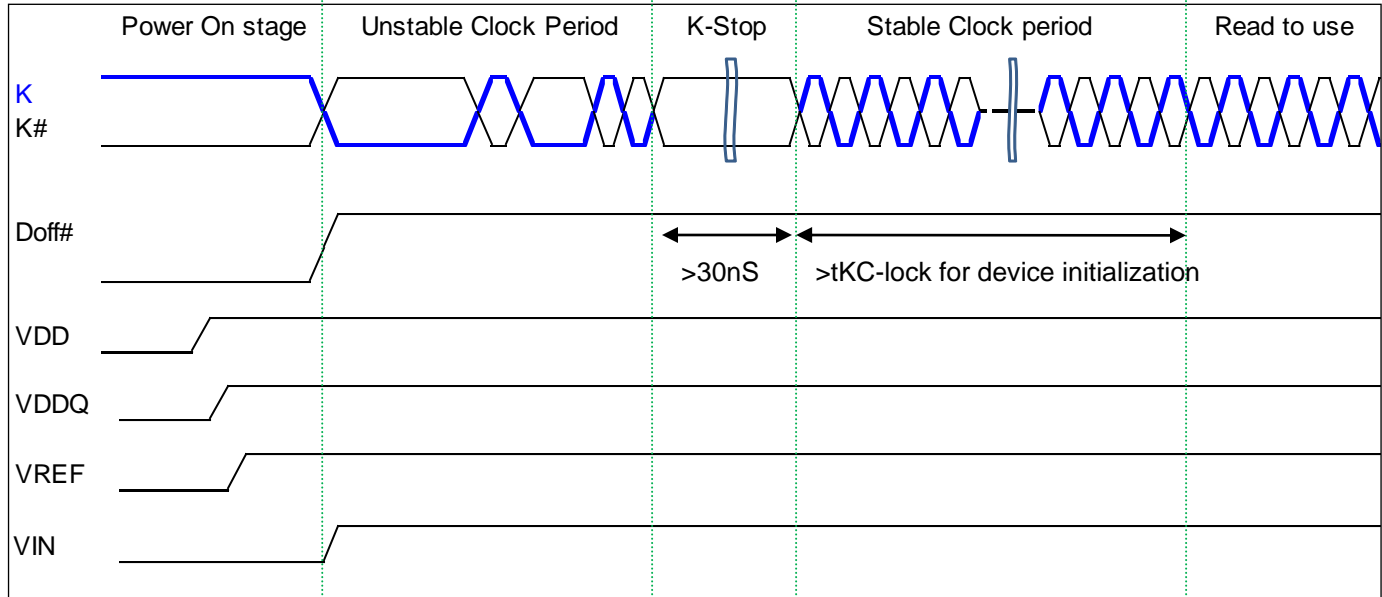 Power On stage Unstable Clock Period K-Stop Stable Clock period Read to use
K
K#
Doff#
>30nS >tKC-lock for device initialization
VDD
VDDQ
VREF
VIN